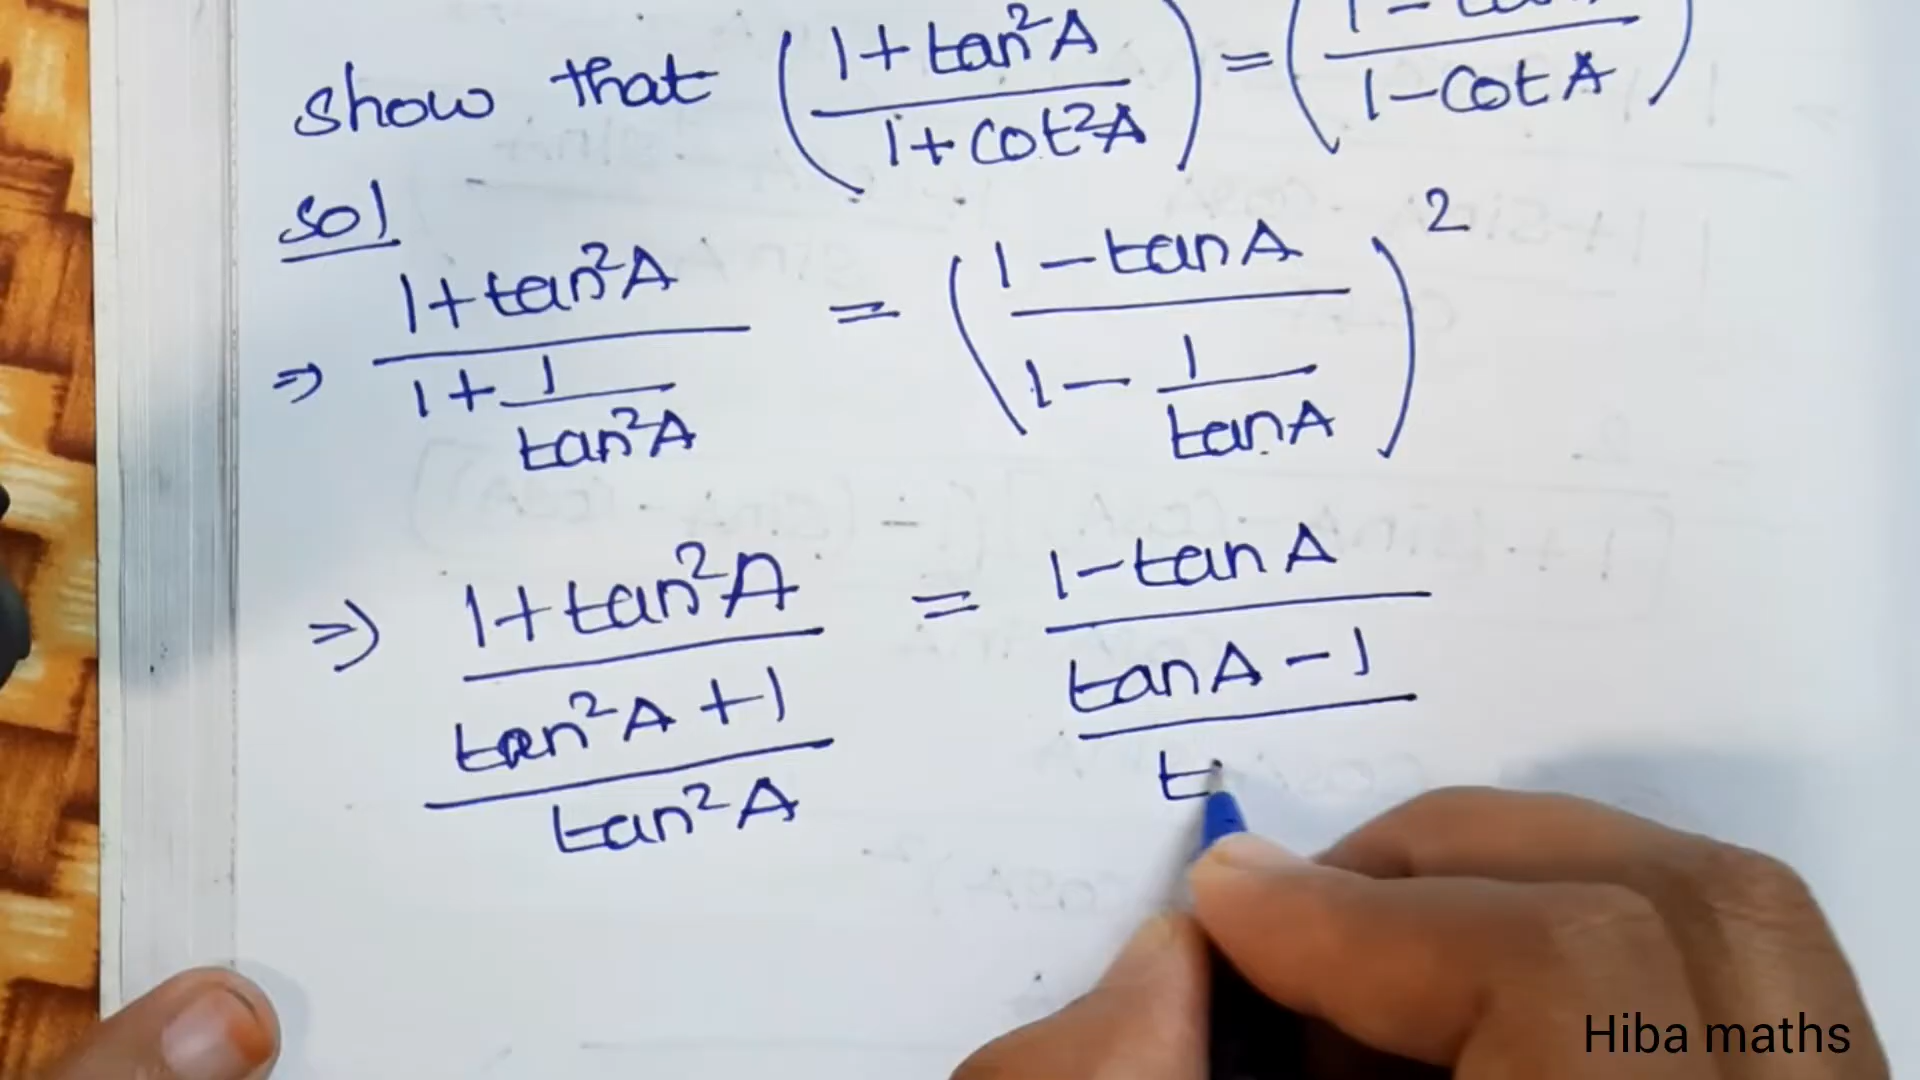 show that (1+tan²A / 1+cot²A) = (1- / 1-cotA)
sol
⇒ 1+tan²A / 1+1/tan²A = (1-tanA / 1-1/tanA)²
⇒ 1+tan²A / tan²A+1 / tan²A = 1-tanA / tanA-1 / t
Hiba maths